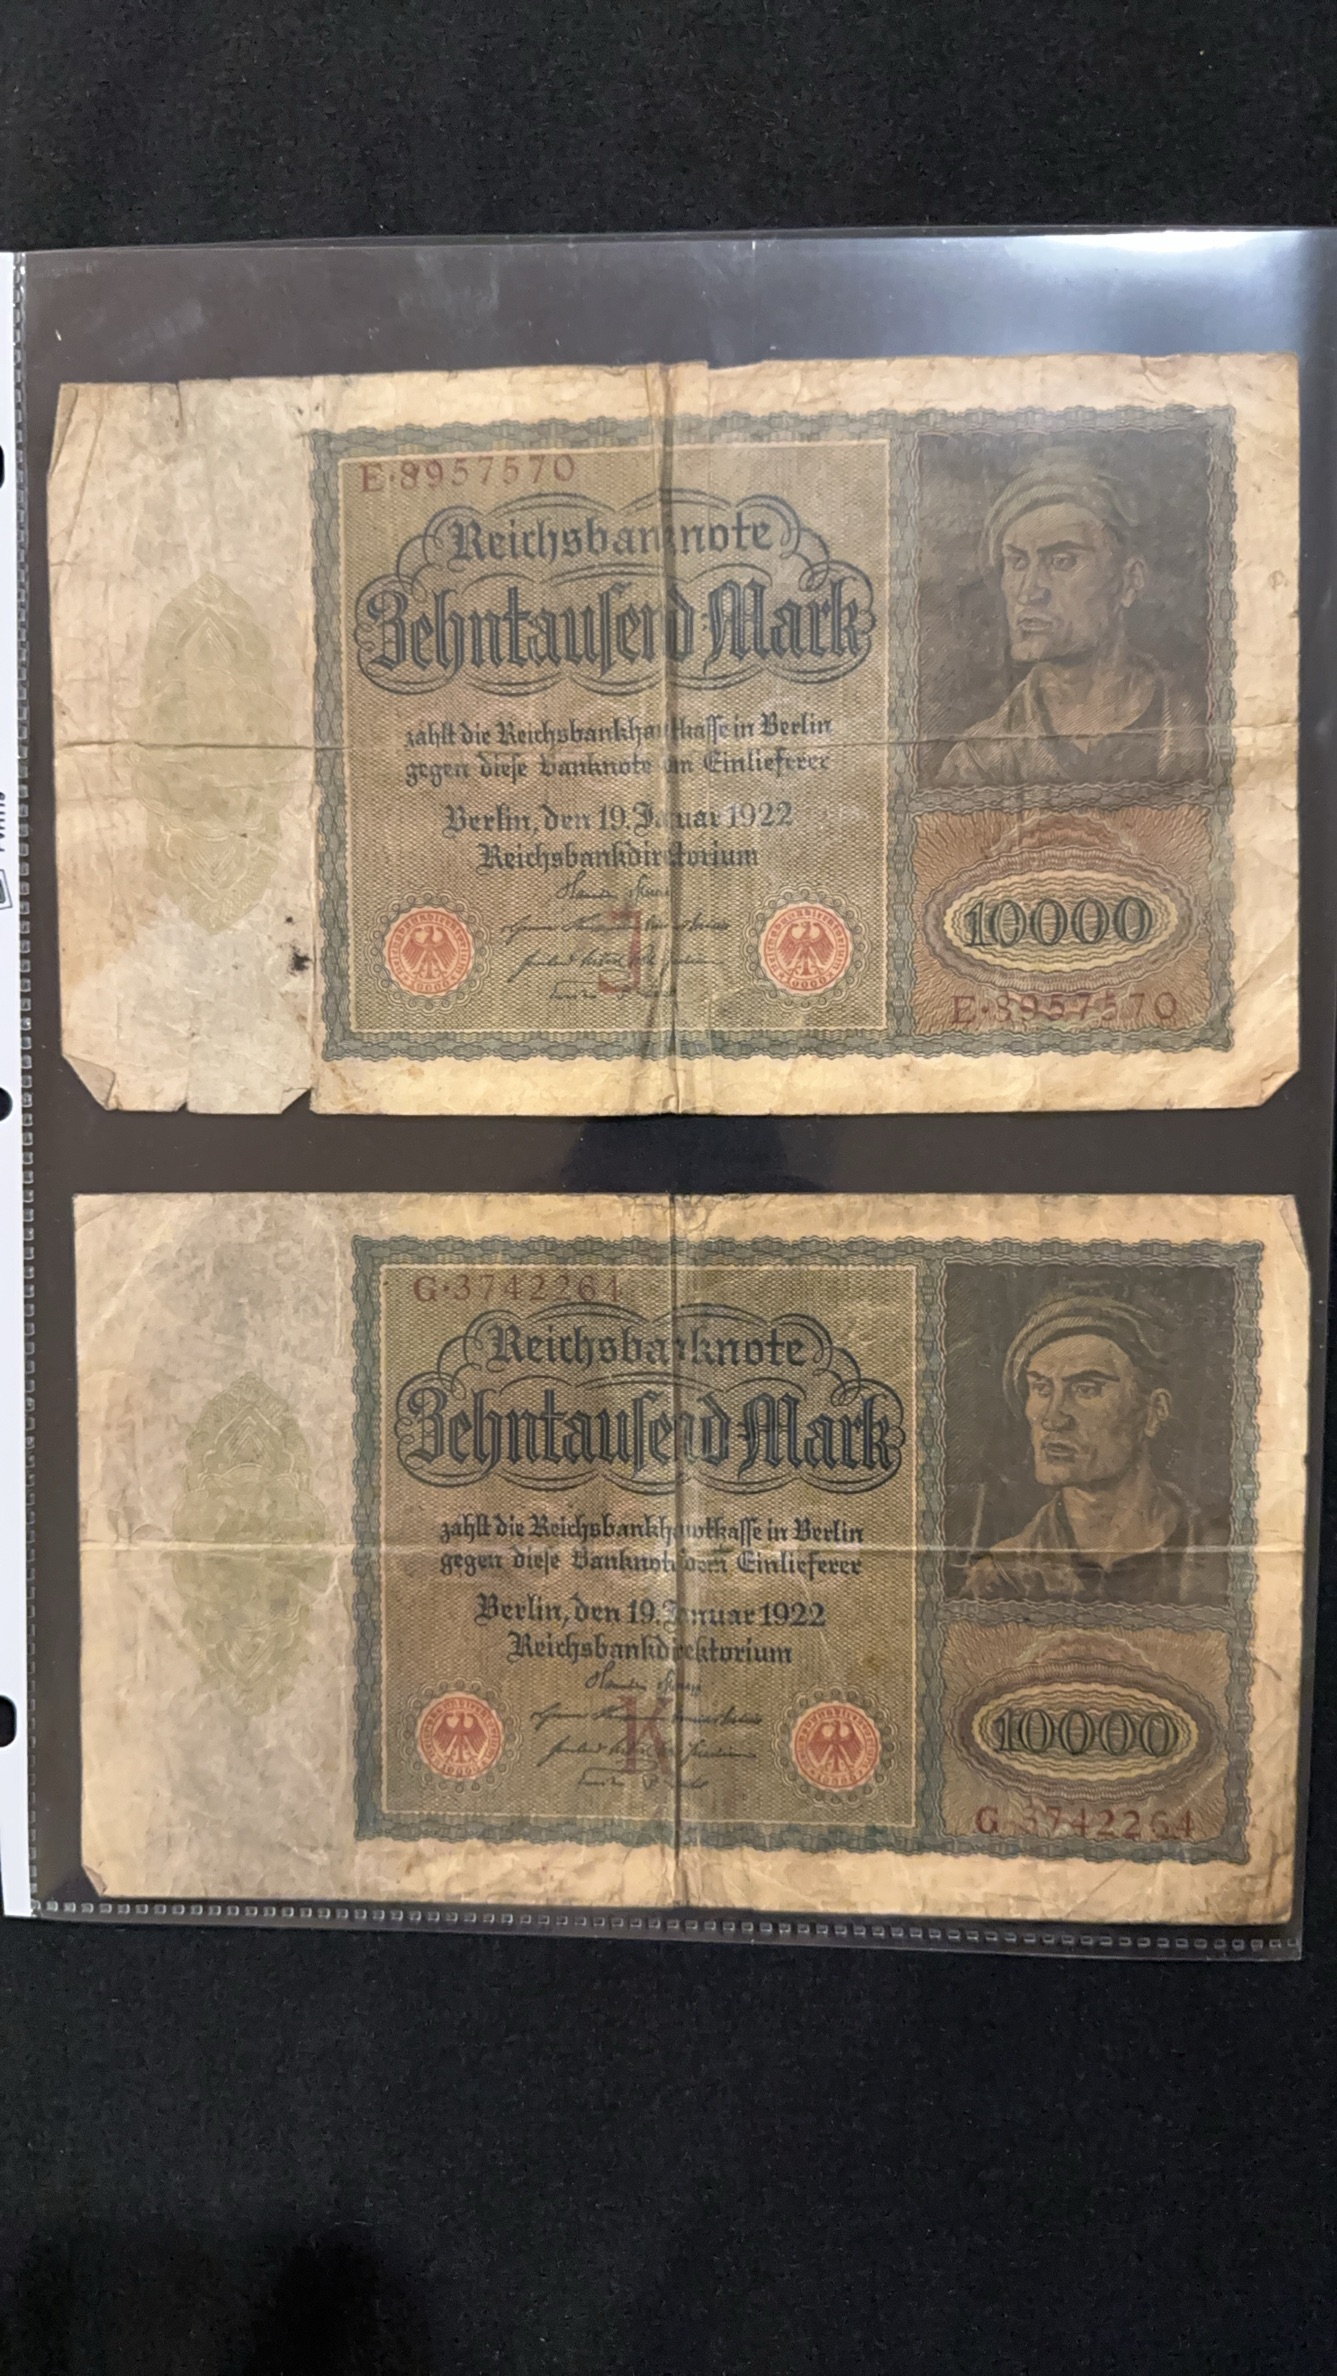 E·8957570
Reichsbanknote
Zehntausend Mark
zahlt die Reichsbankhauptkasse in Berlin
gegen diese Banknote dem Einlieferer
Berlin, den 19. Januar 1922
Reichsbankdirektorium
J
10000
E·8957570
G·3742264
Reichsbanknote
Zehntausend Mark
zahlt die Reichsbankhauptkasse in Berlin
gegen diese Banknote dem Einlieferer
Berlin, den 19. Januar 1922
Reichsbankdirektorium
K
10000
G·3742264